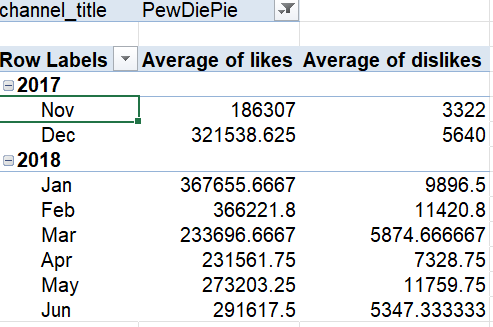 channel_title PewDiePie
Row Labels Average of likes Average of dislikes
2017
Nov 186307 3322
Dec 321538.625 5640
2018
Jan 367655.6667 9896.5
Feb 366221.8 11420.8
Mar 233696.6667 5874.666667
Apr 231561.75 7328.75
May 273203.25 11759.75
Jun 291617.5 5347.333333